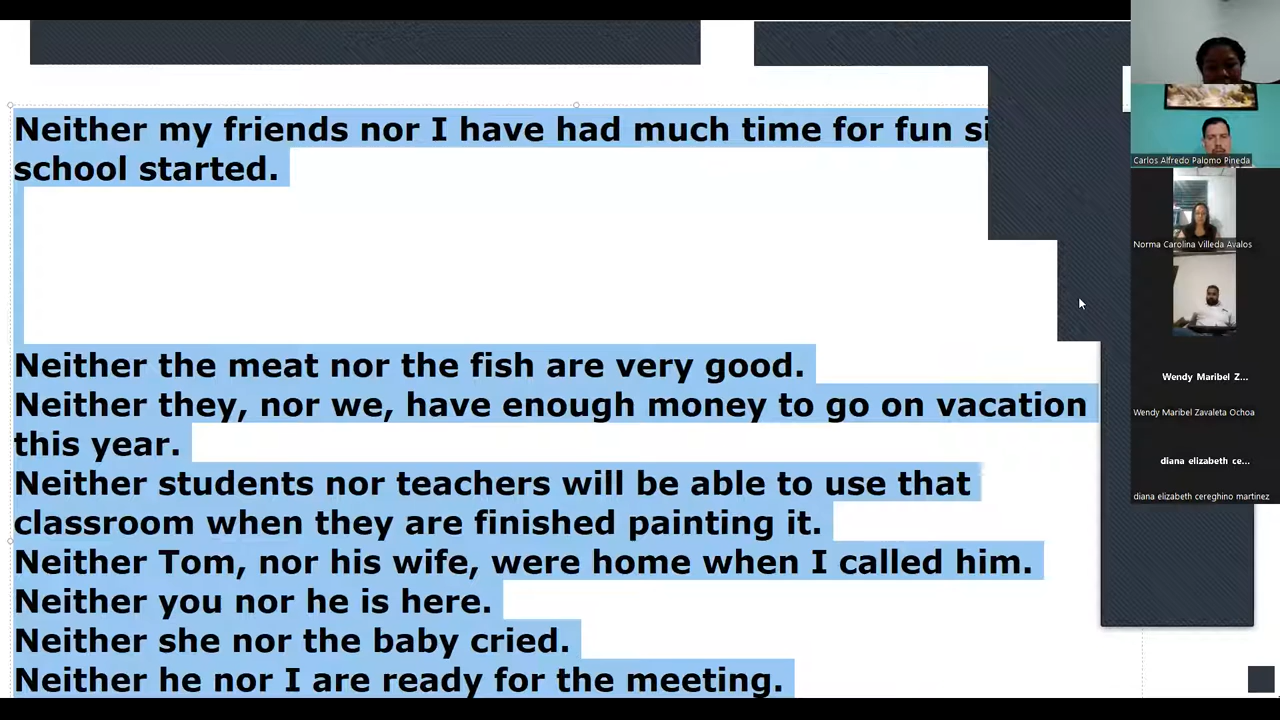 Neither my friends nor I have had much time for fun
school started.
Neither the meat nor the fish are very good.
Neither they, nor we, have enough money to go on vacation
this year.
Neither students nor teachers will be able to use that
classroom when they are finished painting it.
Neither Tom, nor his wife, were home when I called him.
Neither you nor he is here.
Neither she nor the baby cried.
Neither he nor I are ready for the meeting.
Carlos Alfredo Palomo Pineda
Norma Carolina Villeda Avalos
Wendy Maribel Z...
Wendy Maribel Zavaleta Ochoa
diana elizabeth ce...
diana elizabeth cereghino martinez